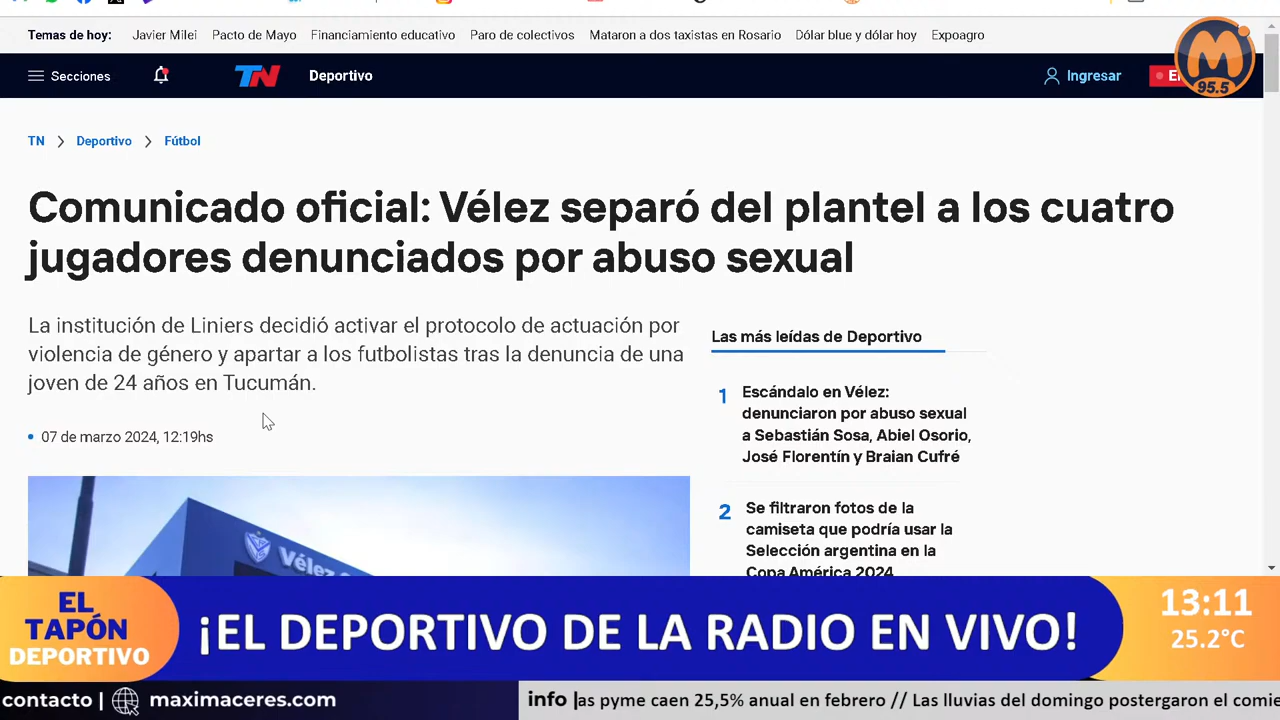 Temas de hoy: Javier Milei Pacto de Mayo Financiamiento educativo Paro de colectivos Mataron a dos taxistas en Rosario Dólar blue y dólar hoy Expoagro
Secciones TN Deportivo Ingresar
M
95.5
TN > Deportivo > Fútbol
Comunicado oficial: Vélez separó del plantel a los cuatro
jugadores denunciados por abuso sexual
La institución de Liniers decidió activar el protocolo de actuación por
violencia de género y apartar a los futbolistas tras la denuncia de una
joven de 24 años en Tucumán.
• 07 de marzo 2024, 12:19hs
Vélez
Las más leídas de Deportivo
1 Escándalo en Vélez:
denunciaron por abuso sexual
a Sebastián Sosa, Abiel Osorio,
José Florentín y Braian Cufré
2 Se filtraron fotos de la
camiseta que podría usar la
Selección argentina en la
Copa América 2024
EL
TAPÓN
DEPORTIVO
¡EL DEPORTIVO DE LA RADIO EN VIVO!
13:11
25.2°C
contacto | maximaceres.com
info | as pyme caen 25,5% anual en febrero // Las lluvias del domingo postergaron el comie